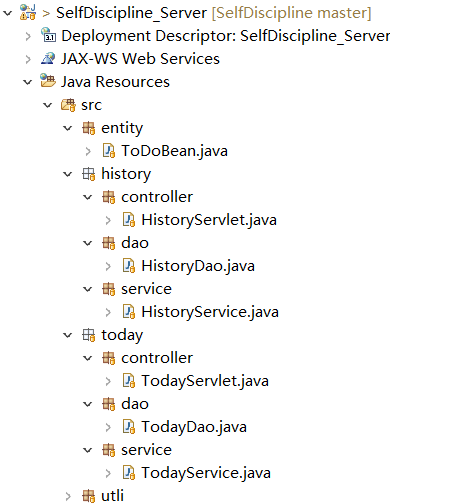 > SelfDiscipline_Server [SelfDiscipline master]
Deployment Descriptor: SelfDiscipline_Server
JAX-WS Web Services
Java Resources
src
entity
ToDoBean.java
history
controller
HistoryServlet.java
dao
HistoryDao.java
service
HistoryService.java
today
controller
TodayServlet.java
dao
TodayDao.java
service
TodayService.java
utli